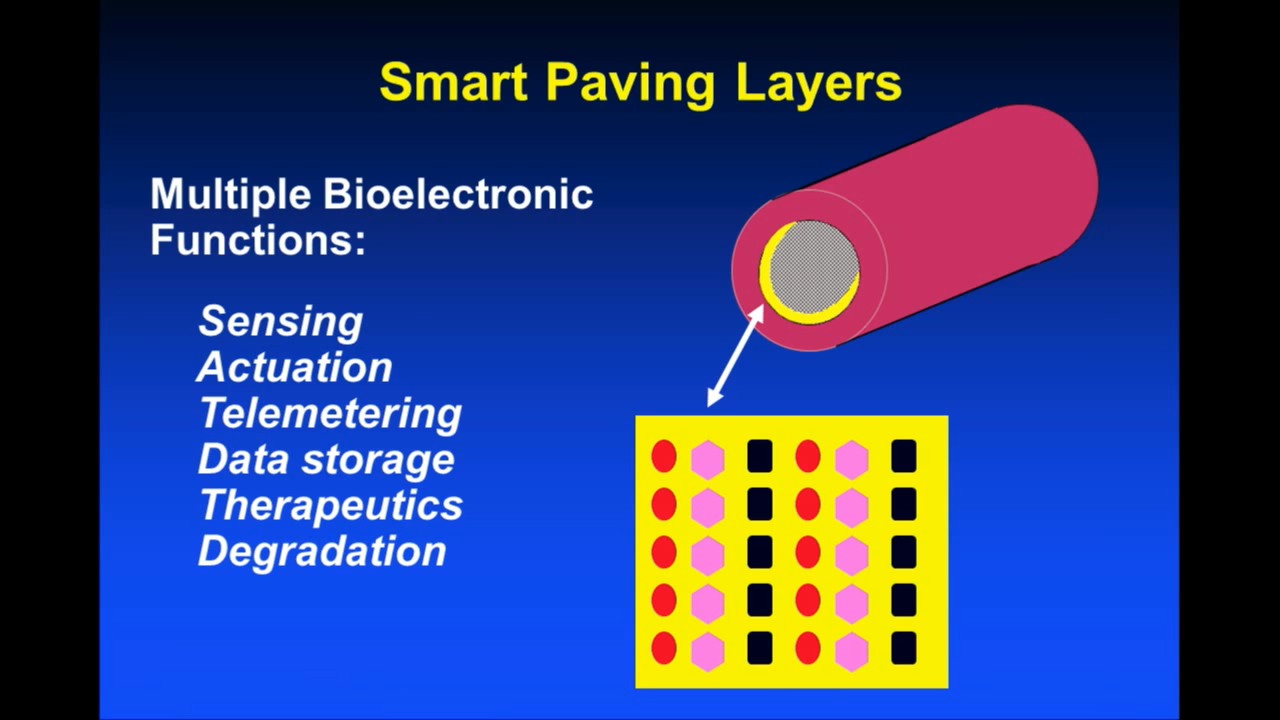 Smart Paving Layers
Multiple Bioelectronic
Functions:
Sensing
Actuation
Telemetering
Data storage
Therapeutics
Degradation